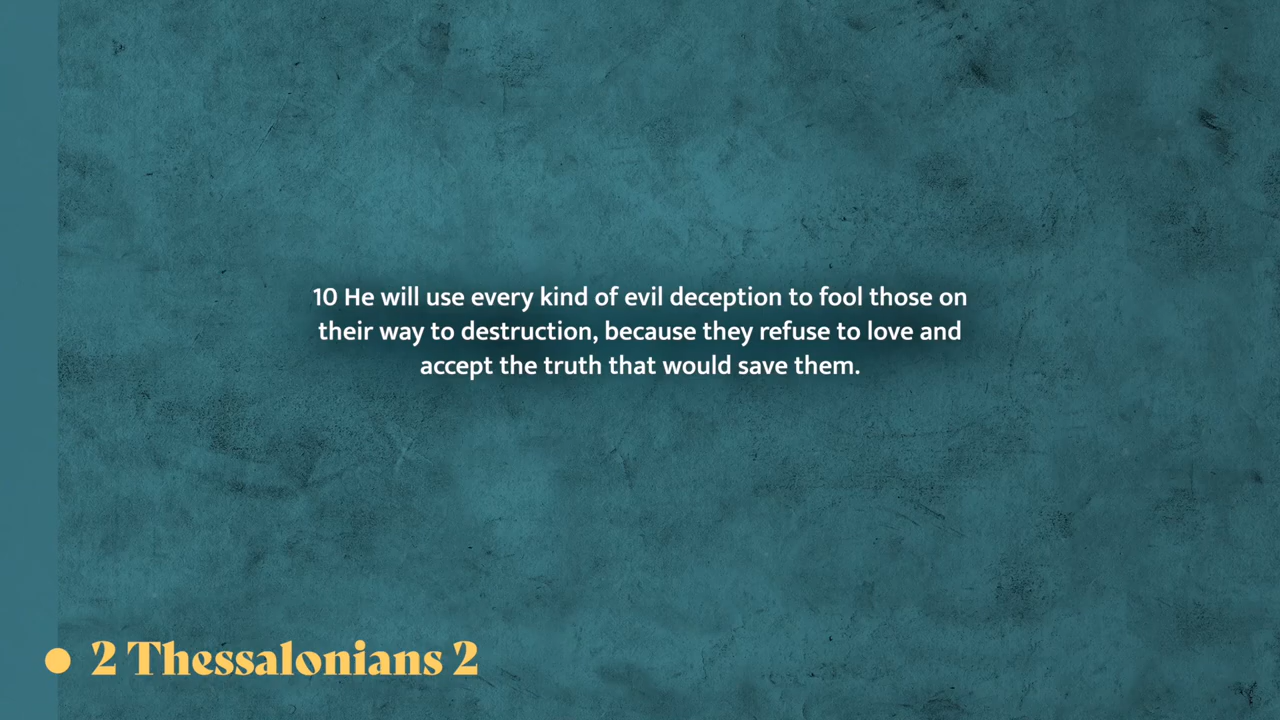 10 He will use every kind of evil deception to fool those on
their way to destruction, because they refuse to love and
accept the truth that would save them.
2 Thessalonians 2